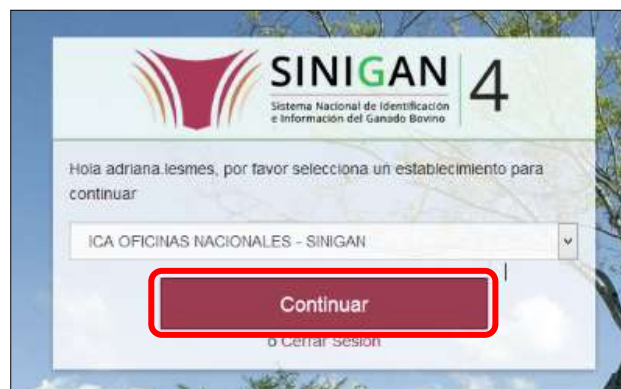 SINIGAN 4
Sistema Nacional de Identificación
e Información del Ganado Bovino
Hola adriana.lesmes, por favor selecciona un establecimiento para
continuar
ICA OFICINAS NACIONALES - SINIGAN
Continuar
o Cerrar Sesión